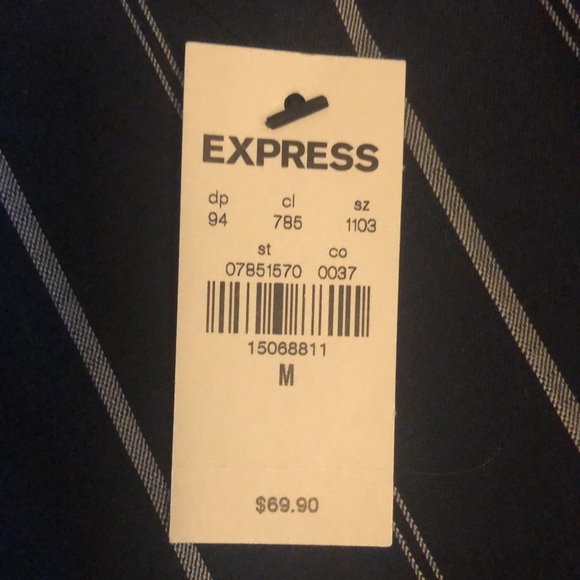 EXPRESS
dp cl sz
94 785 1103
st co
07851570 0037
15068811
M
$69.90